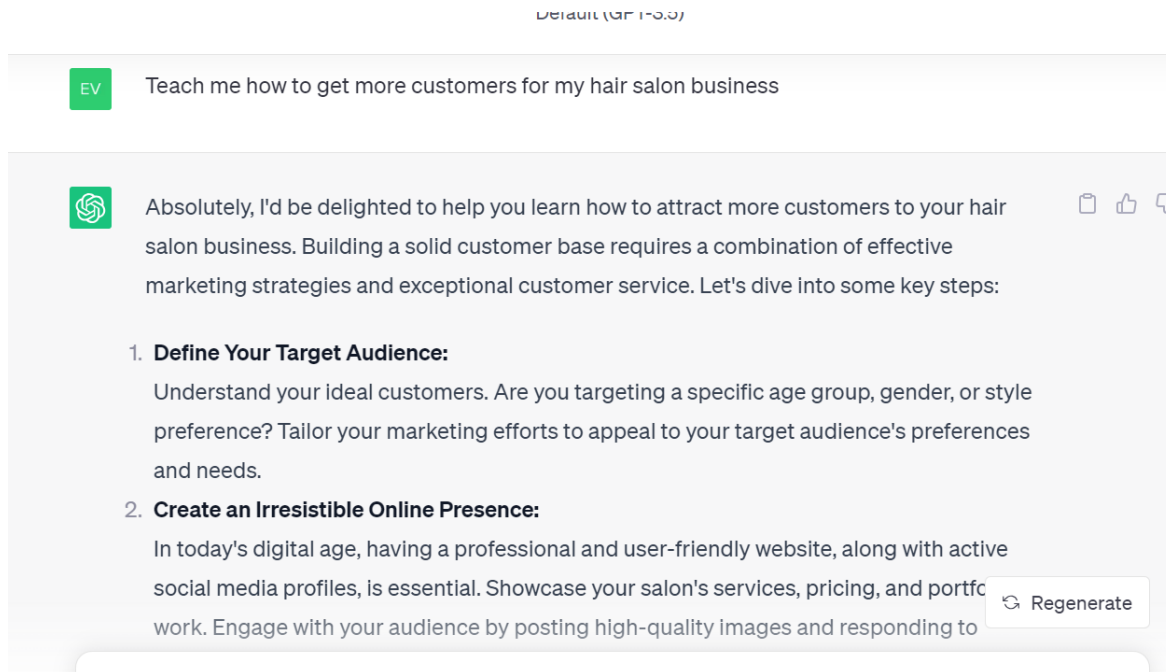 Default (GPT-3.5)
EV
Teach me how to get more customers for my hair salon business
Absolutely, I'd be delighted to help you learn how to attract more customers to your hair
salon business. Building a solid customer base requires a combination of effective
marketing strategies and exceptional customer service. Let's dive into some key steps:
1. Define Your Target Audience:
Understand your ideal customers. Are you targeting a specific age group, gender, or style
preference? Tailor your marketing efforts to appeal to your target audience's preferences
and needs.
2. Create an Irresistible Online Presence:
In today's digital age, having a professional and user-friendly website, along with active
social media profiles, is essential. Showcase your salon's services, pricing, and portfo
Regenerate
work. Engage with your audience by posting high-quality images and responding to